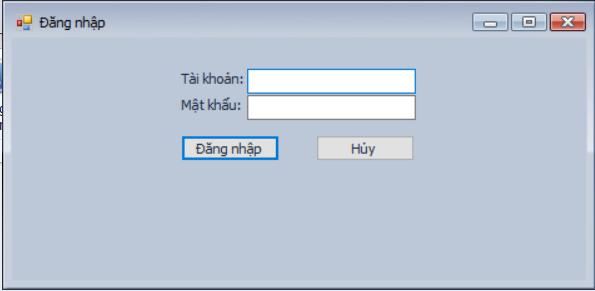 Đăng nhập
Tài khoản:
Mật khẩu:
Đăng nhập Hủy